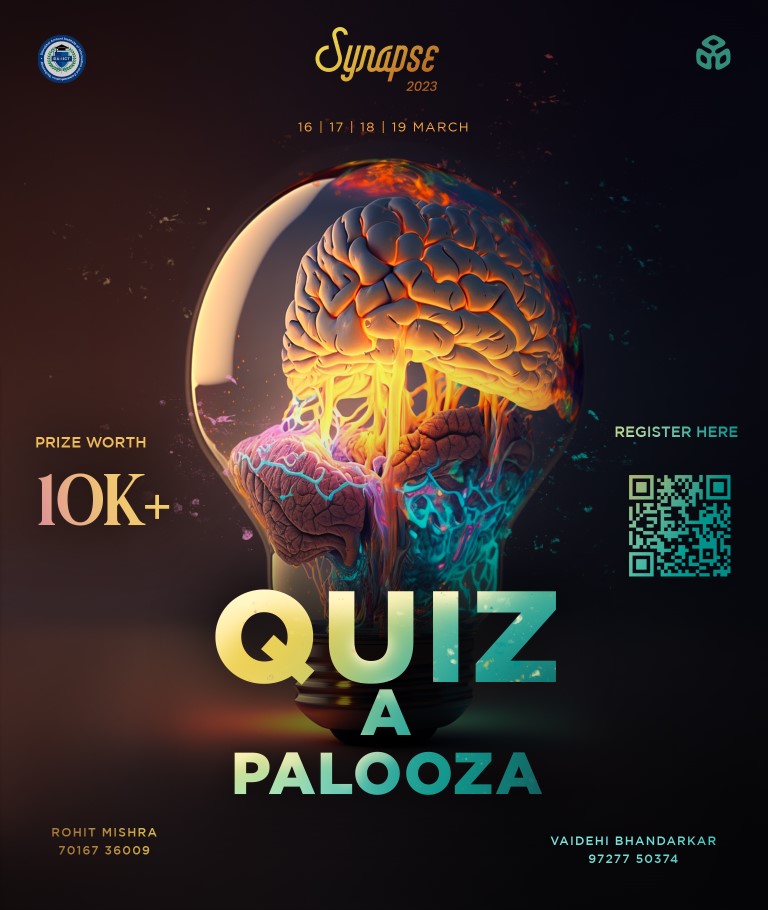 Synapse
2023
16 | 17 | 18 | 19 MARCH
PRIZE WORTH
10K+
REGISTER HERE
QUIZ
A
PALOOZA
ROHIT MISHRA
70167 36009
VAIDEHI BHANDARKAR
97277 50374